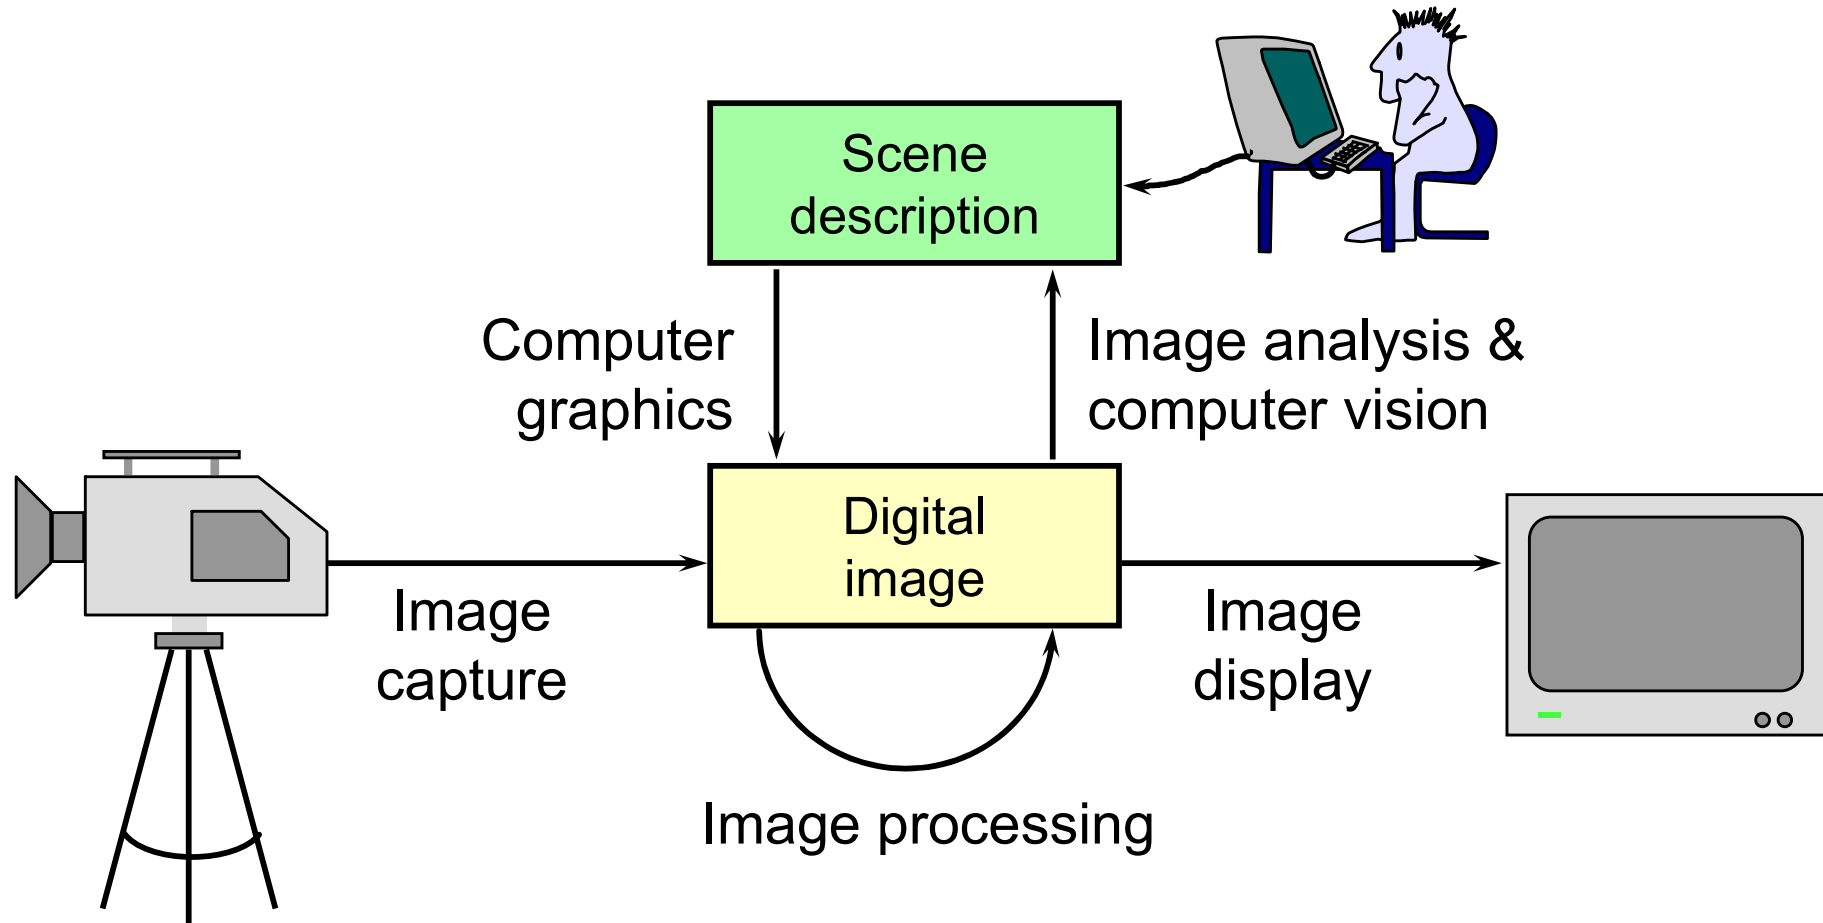 Scene
description
Computer
graphics
Image analysis &
computer vision
Digital
image
Image
capture
Image
display
Image processing